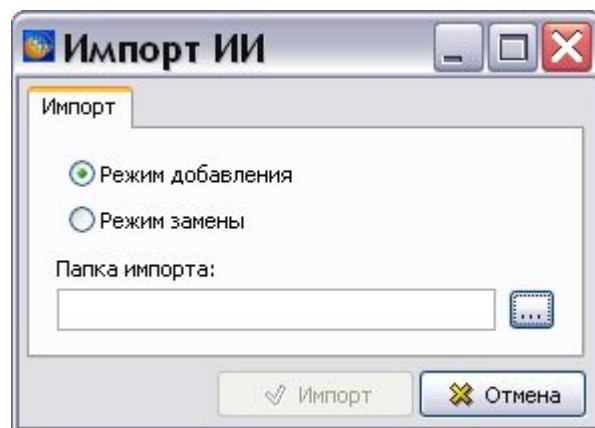 Импорт ИИ
Импорт
Режим добавления
Режим замены
Папка импорта:
...
Импорт
Отмена